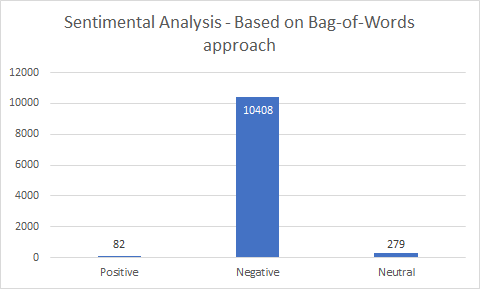 Sentimental Analysis - Based on Bag-of-Words
approach
12000
10000
8000
6000
4000
2000
0
82
10408
279
Positive
Negative
Neutral